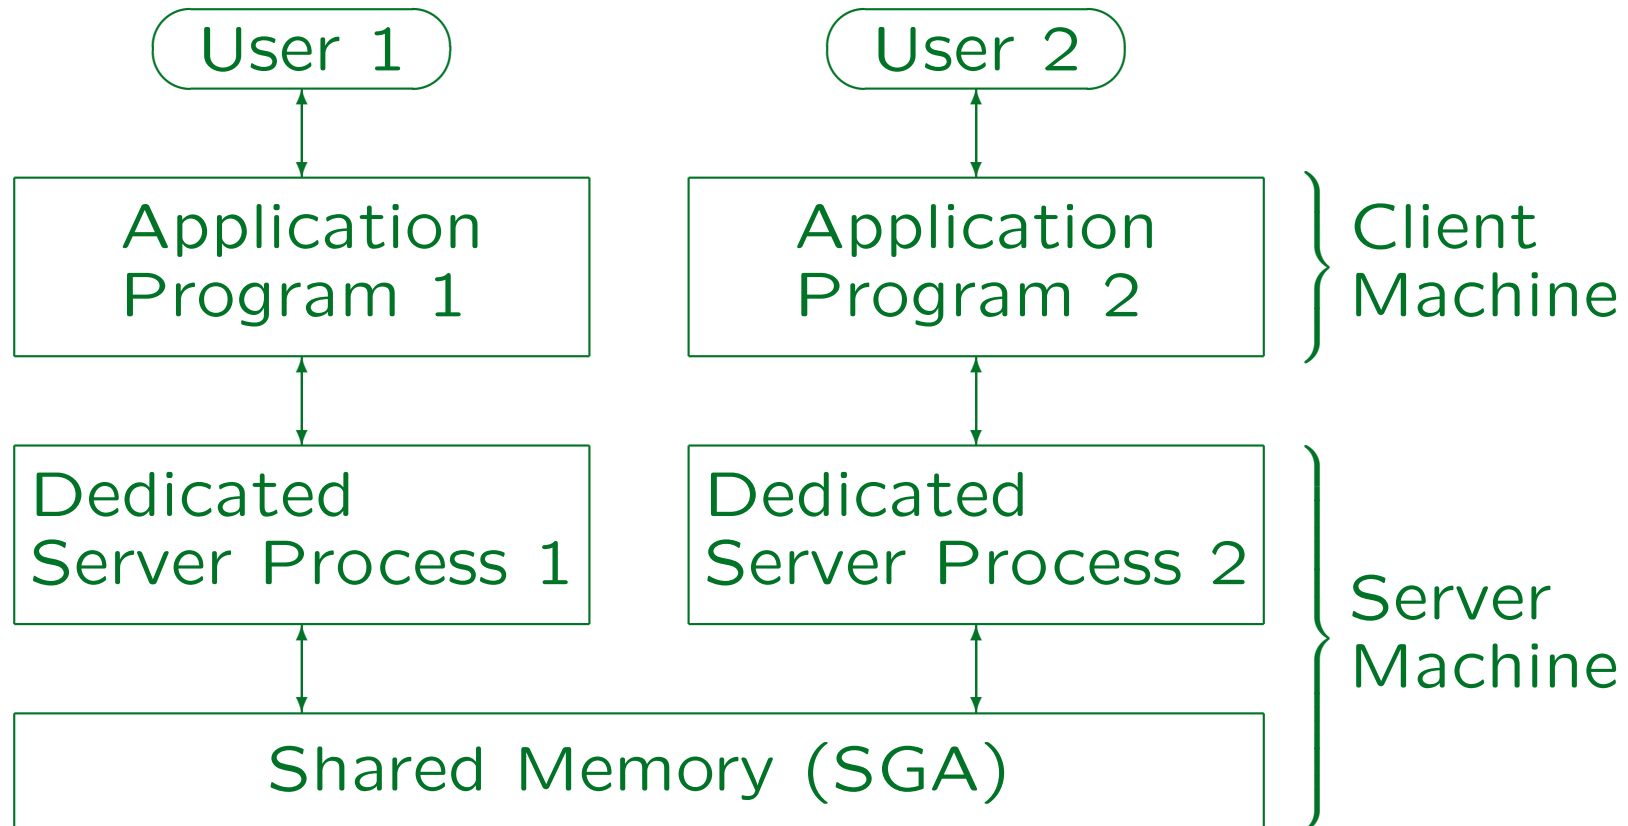 User 1
User 2
Application
Program 1
Application
Program 2
Client
Machine
Dedicated
Server Process 1
Dedicated
Server Process 2
Server
Machine
Shared Memory (SGA)